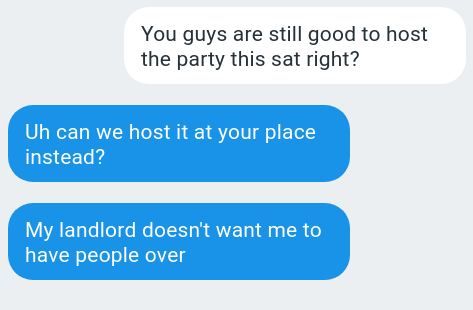 You guys are still good to host
the party this sat right?
Uh can we host it at your place
instead?
My landlord doesn't want me to
have people over